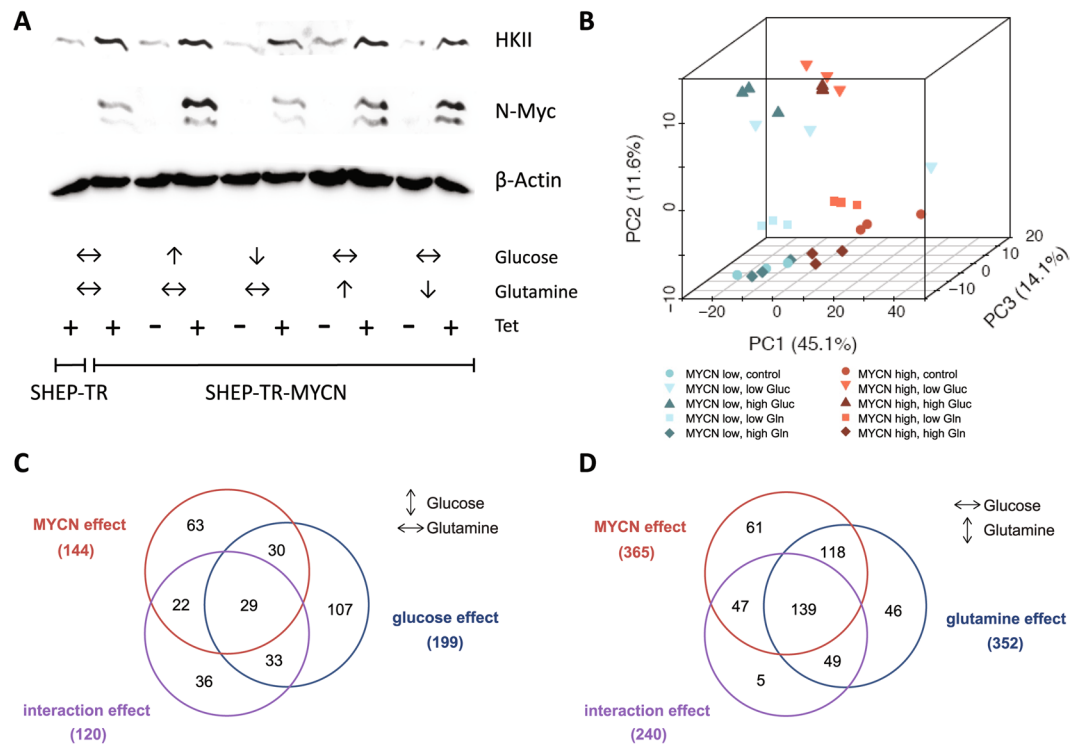 A
HKII
N-Myc
β-Actin
↔ ↑ ↓ ↔ ↔ Glucose
↔ ↔ ↔ ↑ ↓ Glutamine
+ + - + - + - + - + Tet
SHEP-TR SHEP-TR-MYCN
B
PC2 (11.6%)
10
0
−10
−20 0 20 40
PC1 (45.1%)
−10 0 10 20
PC3 (14.1%)
MYCN low, control MYCN high, control
MYCN low, low Gluc MYCN high, low Gluc
MYCN low, high Gluc MYCN high, high Gluc
MYCN low, low Gln MYCN high, low Gln
MYCN low, high Gln MYCN high, high Gln
C
MYCN effect
(144)
63
30
22
29
107
33
36
glucose effect
(199)
interaction effect
(120)
↕ Glucose
↔ Glutamine
D
MYCN effect
(365)
61
118
47
139
46
49
5
glutamine effect
(352)
interaction effect
(240)
↔ Glucose
↕ Glutamine